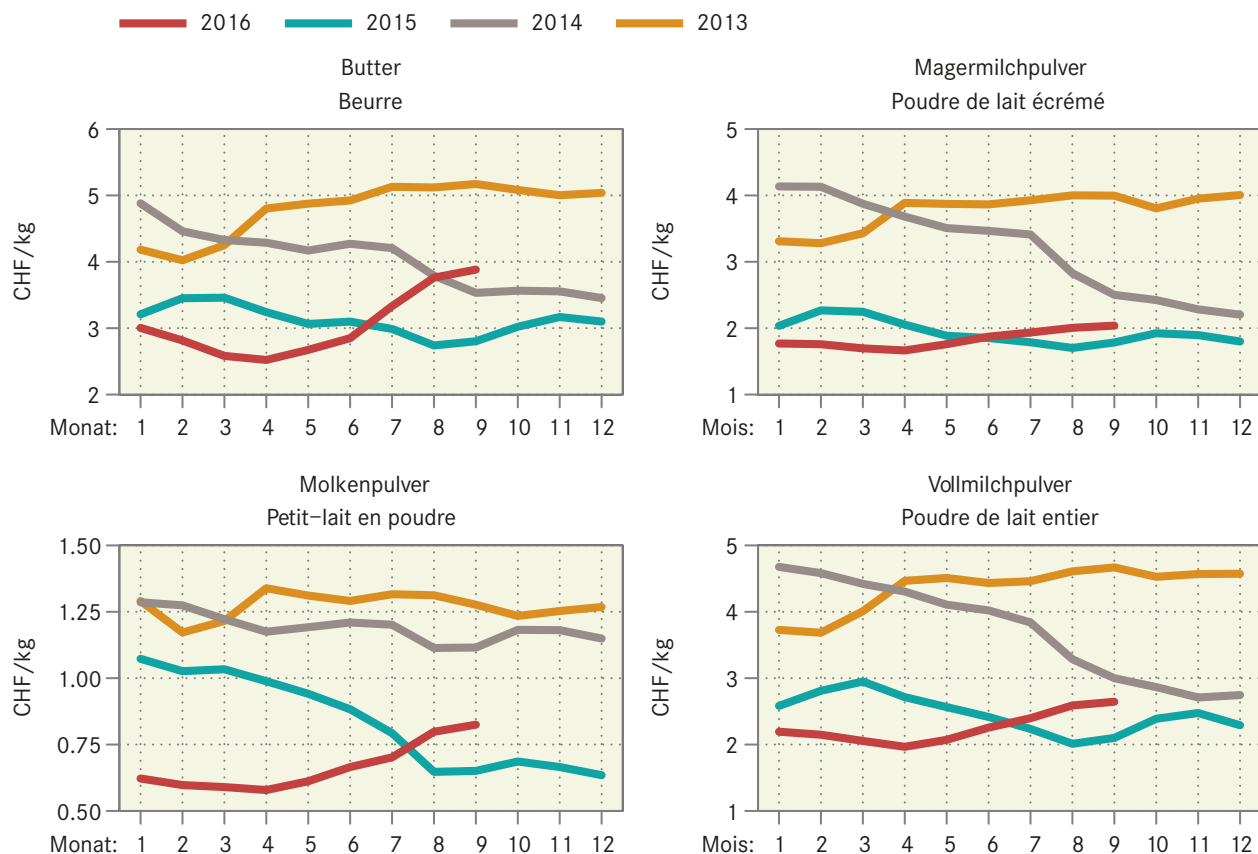 2016 2015 2014 2013
Butter
Beurre
CHF/kg
6
5
4
3
2
Monat: 1 2 3 4 5 6 7 8 9 10 11 12
Magermilchpulver
Poudre de lait écrémé
CHF/kg
5
4
3
2
1
Mois: 1 2 3 4 5 6 7 8 9 10 11 12
Molkenpulver
Petit-lait en poudre
CHF/kg
1.50
1.25
1.00
0.75
0.50
Monat: 1 2 3 4 5 6 7 8 9 10 11 12
Vollmilchpulver
Poudre de lait entier
CHF/kg
5
4
3
2
1
Mois: 1 2 3 4 5 6 7 8 9 10 11 12